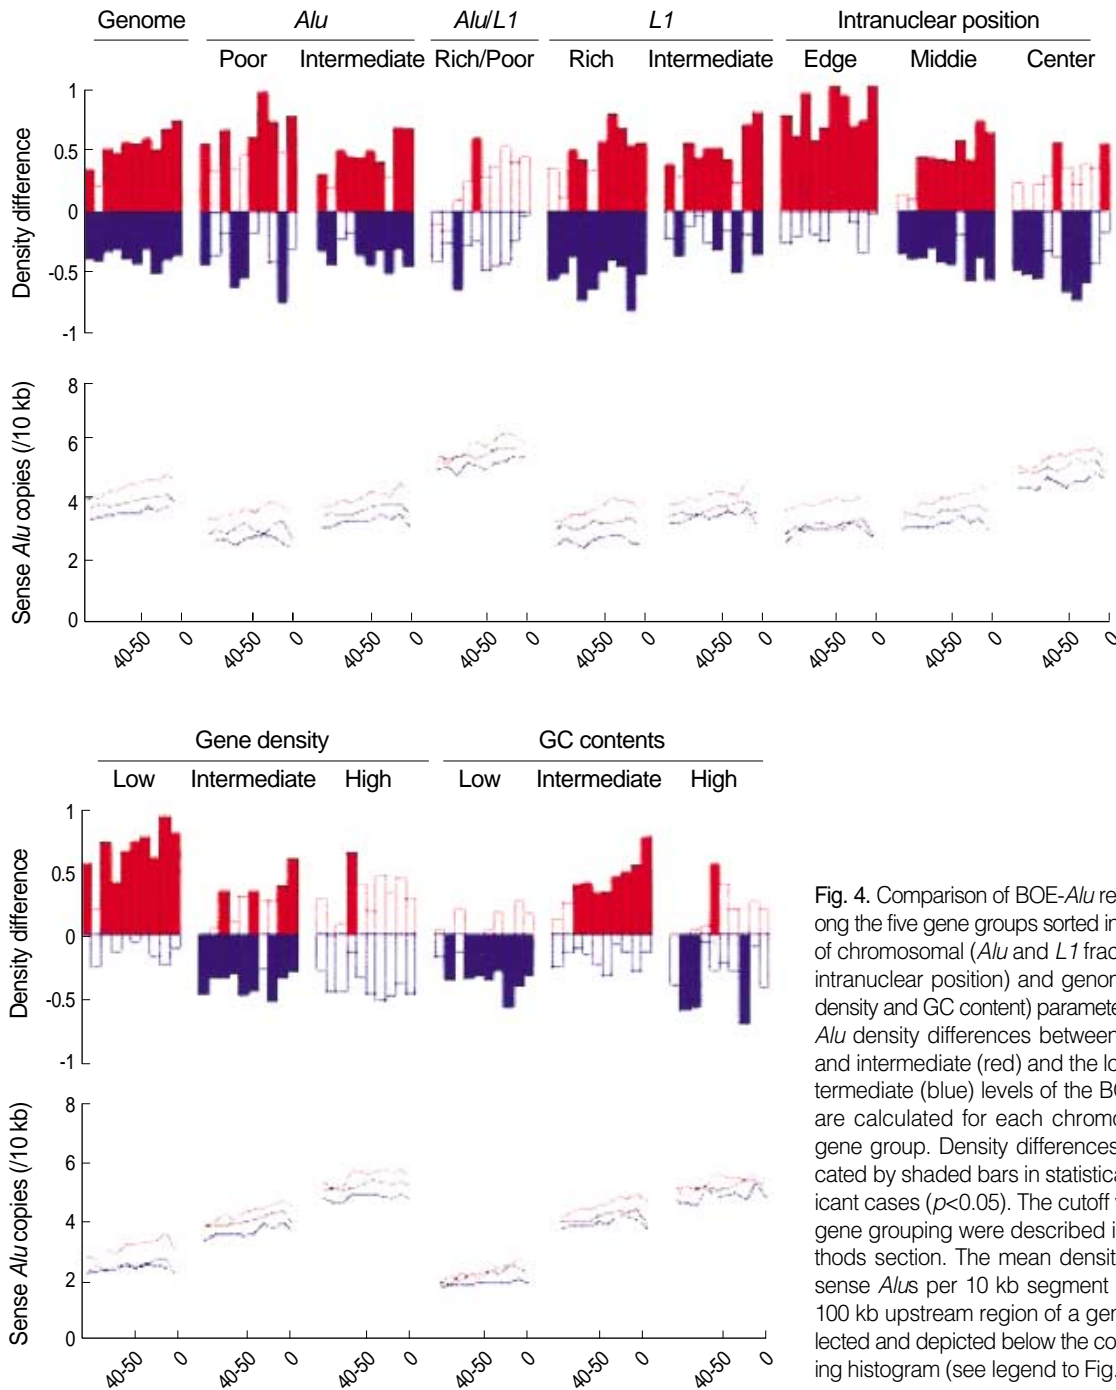 Genome Alu Alu/L1 L1 Intranuclear position
Poor Intermediate Rich/Poor Rich Intermediate Edge Middie Center
Density difference
1
0.5
0
-0.5
-1
Sense Alu copies (/10 kb)
8
6
4
2
0
40-50 0 40-50 0 40-50 0 40-50 0 40-50 0 40-50 0 40-50 0 40-50 0 40-50 0
Gene density GC contents
Low Intermediate High Low Intermediate High
Density difference
1
0.5
0
-0.5
-1
Sense Alu copies (/10 kb)
8
6
4
2
0
40-50 0 40-50 0 40-50 0 40-50 0 40-50 0 40-50 0
Fig. 4. Comparison of BOE-Alu re
ong the five gene groups sorted in
of chromosomal (Alu and L1 frac
intranuclear position) and genor
density and GC content) paramete
Alu density differences between
and intermediate (red) and the lo
termediate (blue) levels of the BC
are calculated for each chromo
gene group. Density differences
cated by shaded bars in statistica
icant cases (p<0.05). The cutoff
gene grouping were described i
thods section. The mean densit
sense Alus per 10 kb segment
100 kb upstream region of a ger
lected and depicted below the co
ing histogram (see legend to Fig.